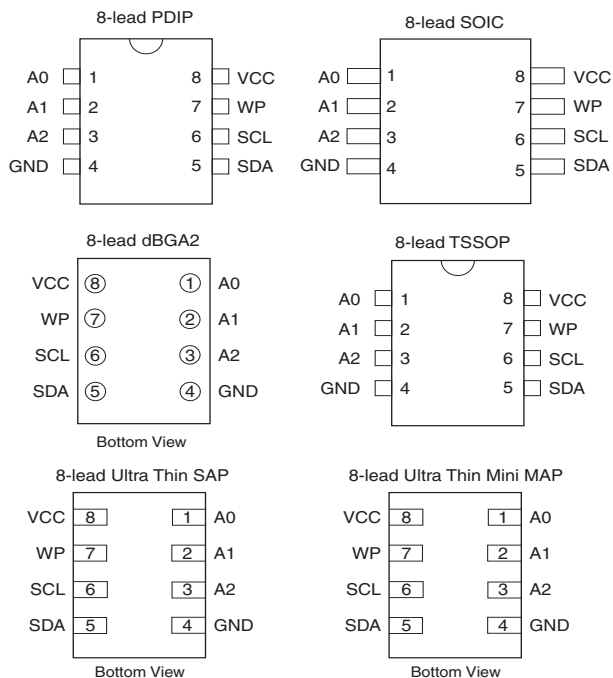 8-lead PDIP
A0 1 8 VCC
A1 2 7 WP
A2 3 6 SCL
GND 4 5 SDA
8-lead SOIC
A0 1 8 VCC
A1 2 7 WP
A2 3 6 SCL
GND 4 5 SDA
8-lead dBGA2
VCC 8 1 A0
WP 7 2 A1
SCL 6 3 A2
SDA 5 4 GND
Bottom View
8-lead TSSOP
A0 1 8 VCC
A1 2 7 WP
A2 3 6 SCL
GND 4 5 SDA
8-lead Ultra Thin SAP
VCC 8 1 A0
WP 7 2 A1
SCL 6 3 A2
SDA 5 4 GND
Bottom View
8-lead Ultra Thin Mini MAP
VCC 8 1 A0
WP 7 2 A1
SCL 6 3 A2
SDA 5 4 GND
Bottom View